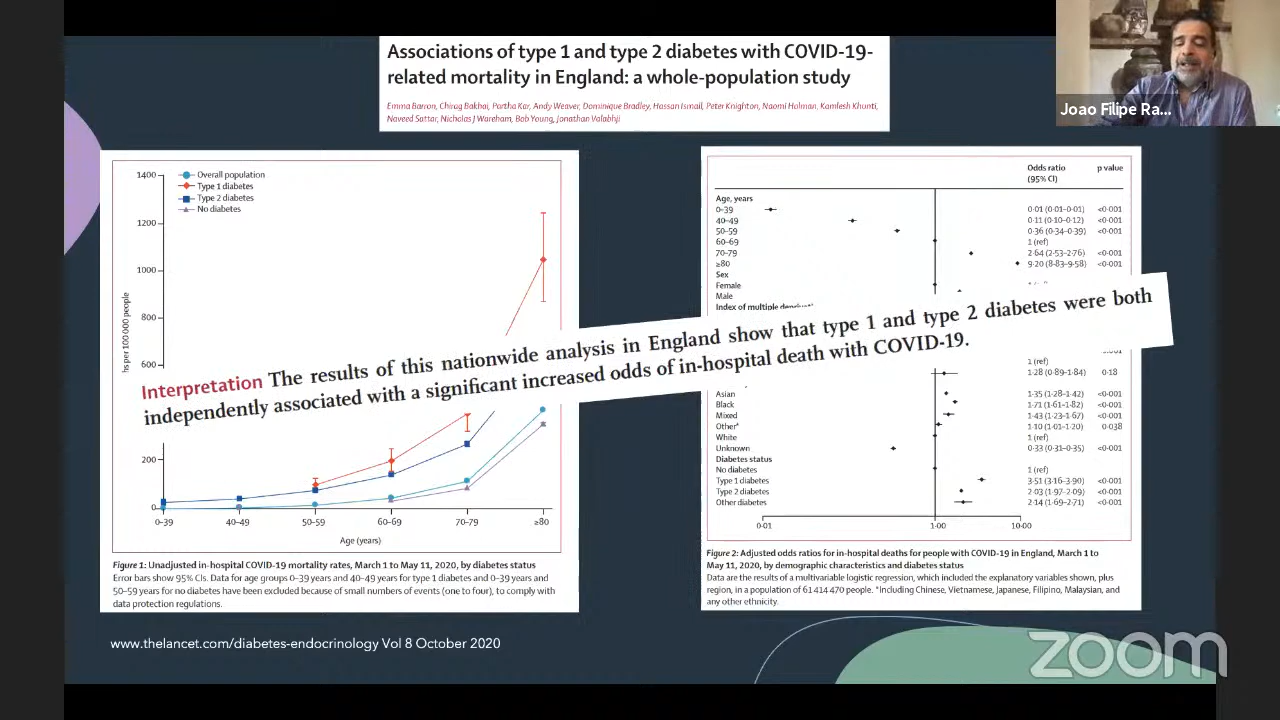 Associations of type 1 and type 2 diabetes with COVID-19-
related mortality in England: a whole-population study
Emma Barron, Chirag Bakhai, Partha Kar, Andy Weaver, Dominique Bradley, Hassan Ismail, Peter Knighton, Naomi Holman, Kamlesh Khunti,
Naveed Sattar, Nicholas J Wareham, Bob Young, Jonathan Valabhji
Joao Filipe Ra...
Overall population
Type 1 diabetes
Type 2 diabetes
No diabetes
1400
1200
1000
800
600
200
0
per 100 000 people
0–39
40–49
50–59
60–69
70–79
≥80
Age (years)
Figure 1: Unadjusted in-hospital COVID-19 mortality rates, March 1 to May 11, 2020, by diabetes status
Error bars show 95% CIs. Data for age groups 0–39 years and 40–49 years for type 1 diabetes and 0–39 years and
50–59 years for no diabetes have been excluded because of small numbers of events (one to four), to comply with
data protection regulations.
Interpretation The results of this nationwide analysis in England show that type 1 and type 2 diabetes were both
independently associated with a significant increased odds of in-hospital death with COVID-19.
Odds ratio p value
(95% CI)
Age, years
0–39 0·01 (0·01–0·01) <0·001
40–49 0·11 (0·10–0·12) <0·001
50–59 0·36 (0·34–0·39) <0·001
60–69 1 (ref)
70–79 2·64 (2·53–2·76) <0·001
≥80 9·20 (8·83–9·58) <0·001
Sex
Female
Male
Index of multiple
1 (ref)
1·28 (0·89–1·84) 0·18
Asian 1·35 (1·28–1·42) <0·001
Black 1·71 (1·61–1·82) <0·001
Mixed 1·43 (1·23–1·67) <0·001
Other* 1·10 (1·01–1·20) 0·038
White 1 (ref)
Unknown 0·33 (0·31–0·35) <0·001
Diabetes status
No diabetes 1 (ref)
Type 1 diabetes 3·51 (3·16–3·90) <0·001
Type 2 diabetes 2·03 (1·97–2·09) <0·001
Other diabetes 2·14 (1·69–2·71) <0·001
0·01 1·00 10·00
Figure 2: Adjusted odds ratios for in-hospital deaths for people with COVID-19 in England, March 1 to
May 11, 2020, by demographic characteristics and diabetes status
Data are the results of a multivariable logistic regression, which included the explanatory variables shown, plus
region, in a population of 61 414 470 people. *Including Chinese, Vietnamese, Japanese, Filipino, Malaysian, and
any other ethnicity.
www.thelancet.com/diabetes-endocrinology Vol 8 October 2020
zoom